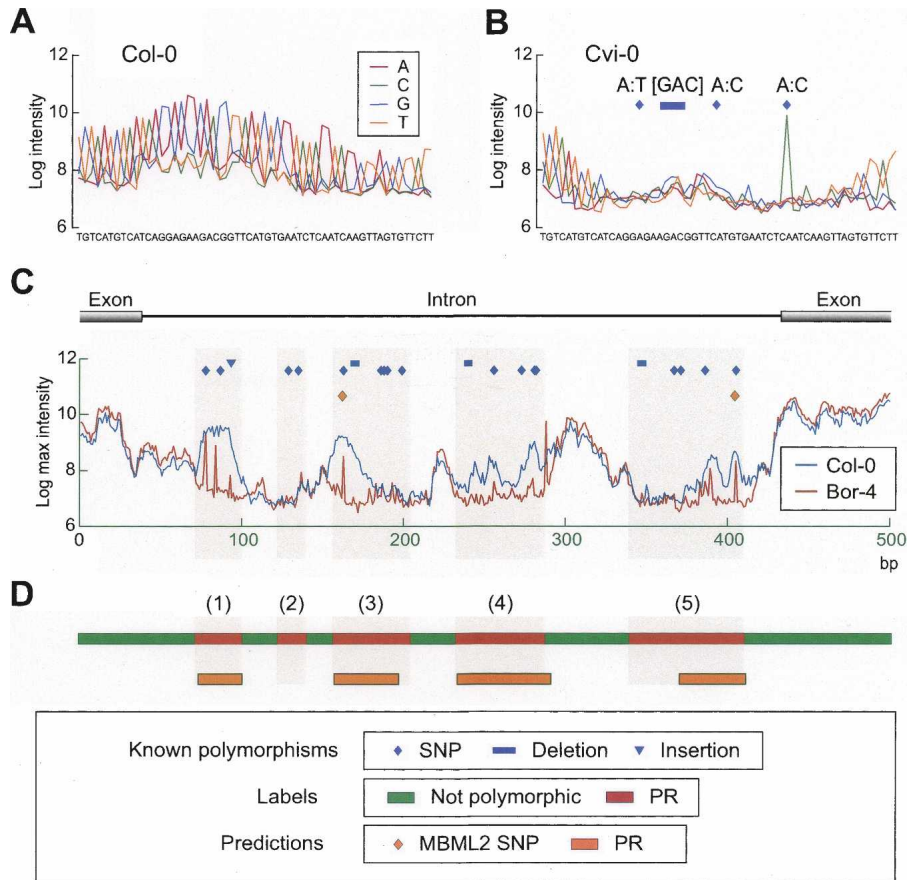 A
Col-0
Log intensity
12
10
8
6
A
C
G
T
TGTCATGTCATCAGGAGAAGACGGTTCATGTGAATCTCAATCAAGTTAGTGTTCTT
B
Cvi-0
Log intensity
12
10
8
6
A:T [GAC] A:C A:C
TGTCATGTCATCAGGAGAAGACGGTTCATGTGAATCTCAATCAAGTTAGTGTTCTT
C
Exon Intron Exon
Log max intensity
12
10
8
6
Col-0
Bor-4
0 100 200 300 400 500
bp
D
(1) (2) (3) (4) (5)
Known polymorphisms SNP Deletion Insertion
Labels Not polymorphic PR
Predictions MBML2 SNP PR